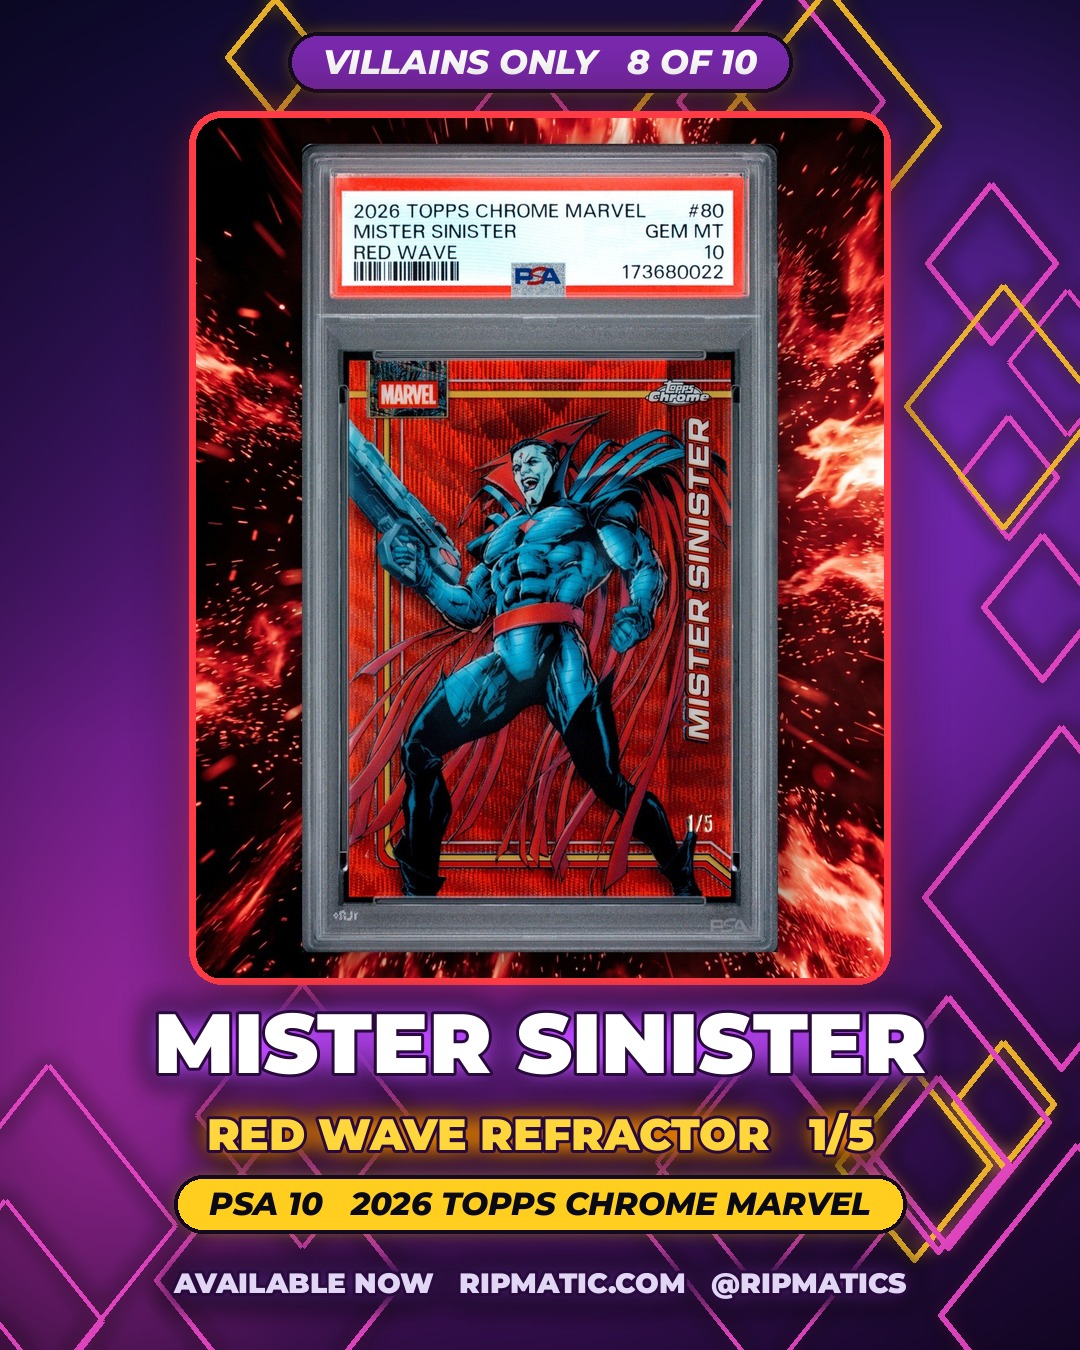 VILLAINS ONLY 8 OF 10
2026 TOPPS CHROME MARVEL #80
MISTER SINISTER GEM MT
RED WAVE 10
173680022
PSA
MARVEL
Topps Chrome
MISTER SINISTER
1/5
PSA
MISTER SINISTER
RED WAVE REFRACTOR 1/5
PSA 10 2026 TOPPS CHROME MARVEL
AVAILABLE NOW RIPMATIC.COM @RIPMATICS